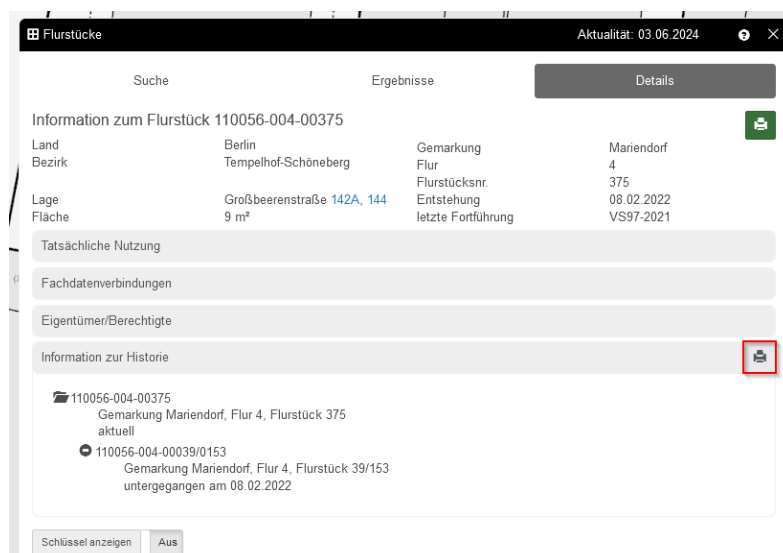 Flurstücke Aktualität: 03.06.2024
Suche Ergebnisse Details
Information zum Flurstück 110056-004-00375
Land Berlin Gemarkung Mariendorf
Bezirk Tempelhof-Schöneberg Flur 4
Flurstücksnr. 375
Lage Großbeerenstraße 142A, 144 Entstehung 08.02.2022
Fläche 9 m² letzte Fortführung VS97-2021
Tatsächliche Nutzung
Fachdatenverbindungen
Eigentümer/Berechtigte
Information zur Historie
110056-004-00375
Gemarkung Mariendorf, Flur 4, Flurstück 375
aktuell
110056-004-00039/0153
Gemarkung Mariendorf, Flur 4, Flurstück 39/153
untergegangen am 08.02.2022
Schlüssel anzeigen Aus